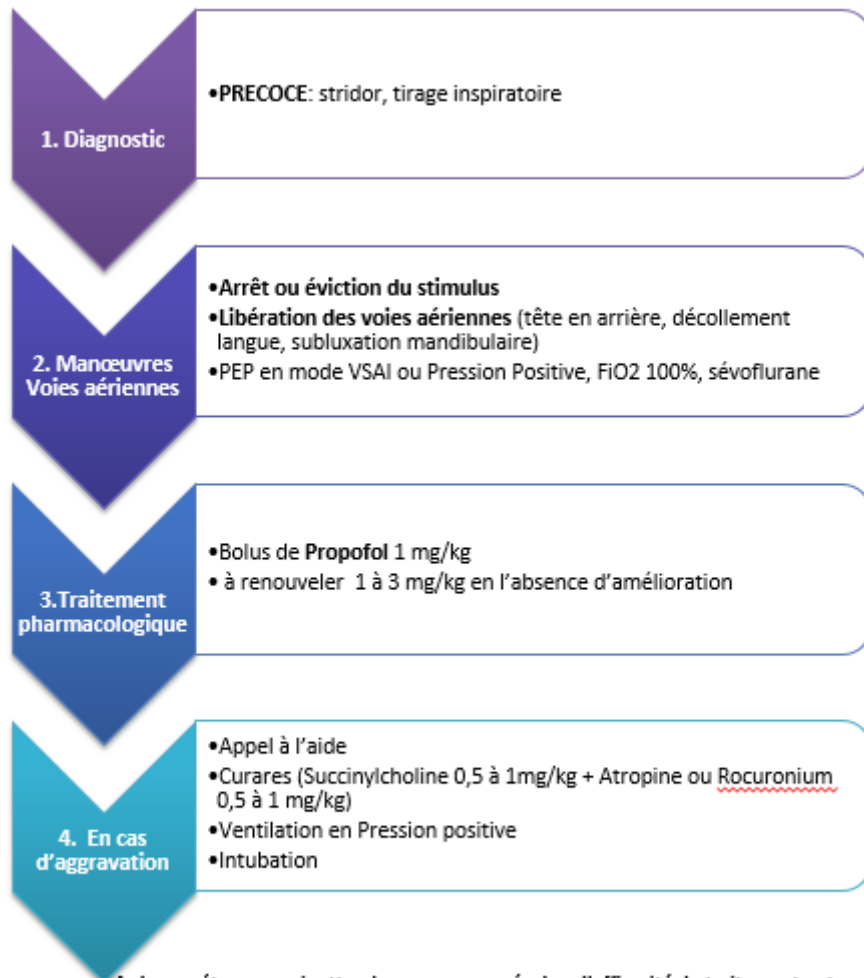 1. Diagnostic
•PRECOCE: stridor, tirage inspiratoire
2. Manœuvres
Voies aériennes
•Arrêt ou éviction du stimulus
•Libération des voies aériennes (tête en arrière, décollement
langue, subluxation mandibulaire)
•PEP en mode VSAI ou Pression Positive, FiO2 100%, sévoflurane
3.Traitement
pharmacologique
•Bolus de Propofol 1 mg/kg
• à renouveler 1 à 3 mg/kg en l'absence d'amélioration
4. En cas
d'aggravation
•Appel à l'aide
•Curares (Succinylcholine 0,5 à 1mg/kg + Atropine ou Rocuronium
0,5 à 1 mg/kg)
•Ventilation en Pression positive
•Intubation